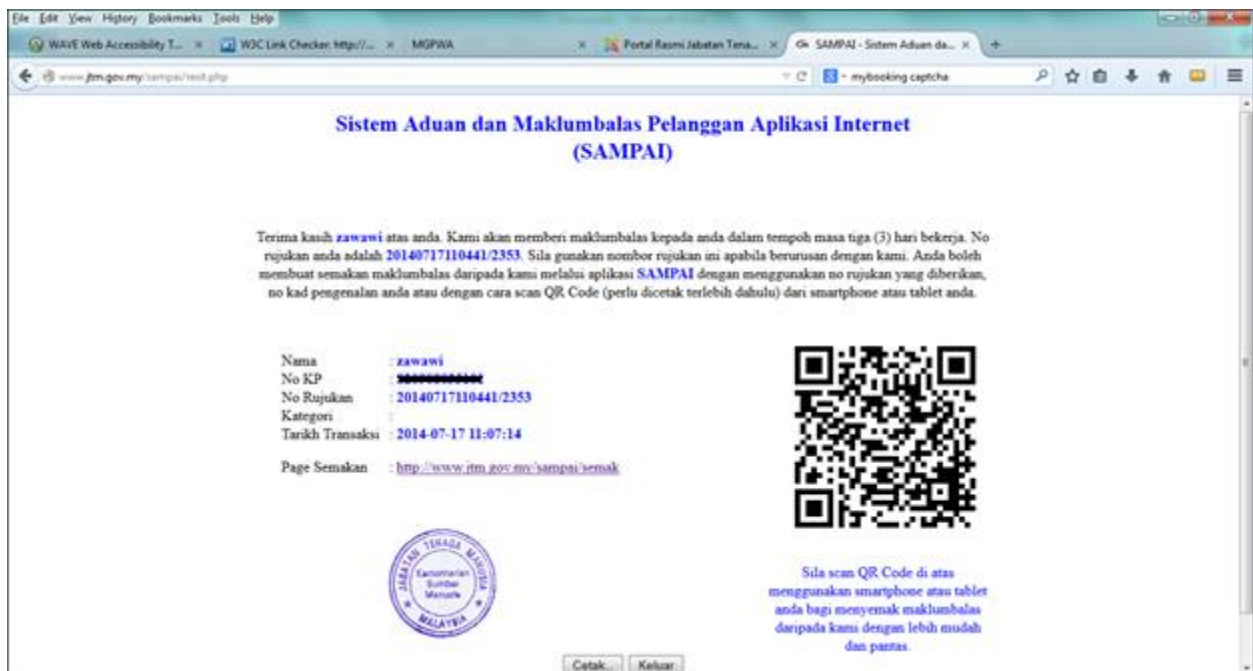 File Edit View History Bookmarks Tools Help
WAVE Web Accessibility T... W3C Link Checker: http://... MGPWA Portal Rasmi Jabatan Tena... SAMPAI - Sistem Aduan da...
www.jtm.gov.my/sampai/ mybooking captcha
Sistem Aduan dan Maklumbalas Pelanggan Aplikasi Internet
(SAMPAI)
Terima kasih zawawi atas anda. Kami akan memberi maklumbalas kepada anda dalam tempoh masa tiga (3) hari bekerja. No
rujukan anda adalah 20140717110441/2353. Sila gunakan nombor rujukan ini apabila berurusan dengan kami. Anda boleh
membuat semakan maklumbalas daripada kami melalui aplikasi SAMPAI dengan menggunakan no rujukan yang diberikan,
no kad pengenalan anda atau dengan cara scan QR Code (perlu dicetak terlebih dahulu) dari smartphone atau tablet anda.
Nama : zawawi
No KP :
No Rujukan : 20140717110441/2353
Kategori :
Tarikh Transaksi : 2014-07-17 11:07:14
Page Semakan : http://www.jtm.gov.my/sampai/semak
JABATAN TENAGA MANUSIA
Kementerian
Sumber
Manusia
MALAYSIA
Sila scan QR Code di atas
menggunakan smartphone atau tablet
anda bagi menyemak maklumbalas
daripada kami dengan lebih mudah
dan pantas.
Cetak... Keluar